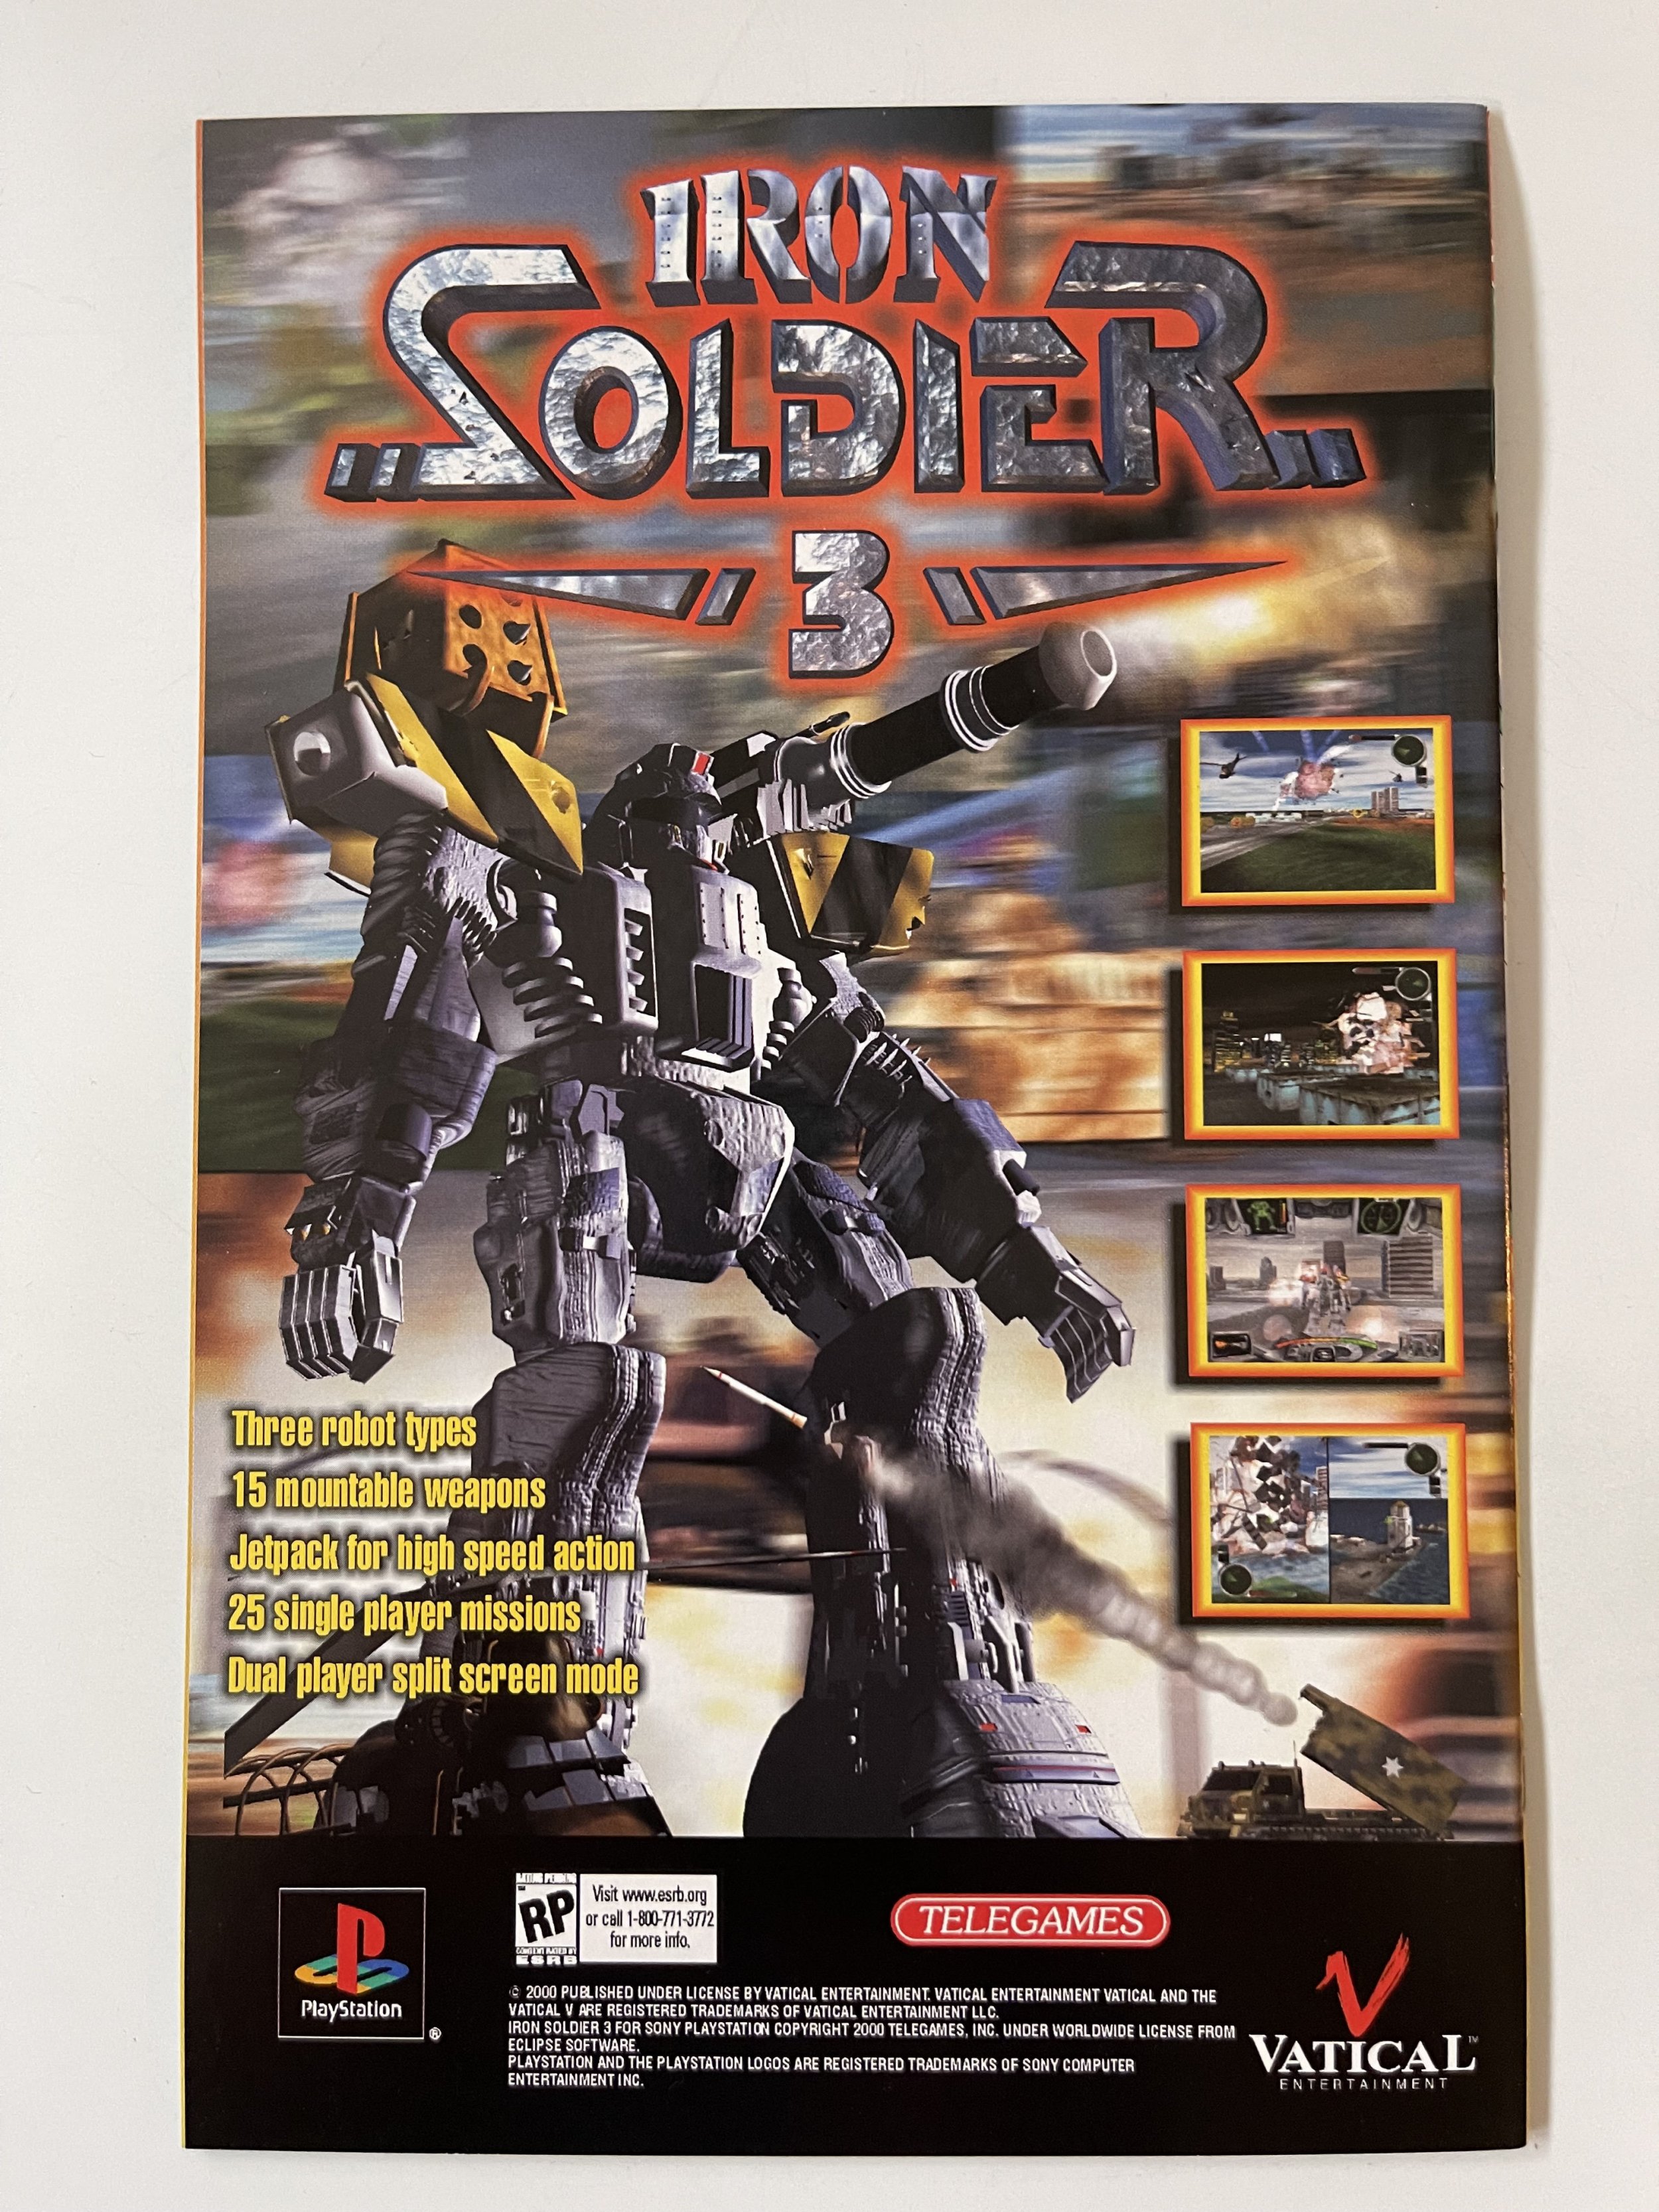 IRON
SOLDIER
3
Three robot types
15 mountable weapons
Jetpack for high speed action
25 single player missions
Dual player split screen mode
PlayStation
®
RATING PENDING
RP
CONTENT RATED BY
ESRB
Visit www.esrb.org
or call 1-800-771-3772
for more info.
TELEGAMES
© 2000 PUBLISHED UNDER LICENSE BY VATICAL ENTERTAINMENT. VATICAL ENTERTAINMENT VATICAL AND THE
VATICAL V ARE REGISTERED TRADEMARKS OF VATICAL ENTERTAINMENT LLC.
IRON SOLDIER 3 FOR SONY PLAYSTATION COPYRIGHT 2000 TELEGAMES, INC. UNDER WORLDWIDE LICENSE FROM
ECLIPSE SOFTWARE.
PLAYSTATION AND THE PLAYSTATION LOGOS ARE REGISTERED TRADEMARKS OF SONY COMPUTER
ENTERTAINMENT INC.
VATICAL™
ENTERTAINMENT